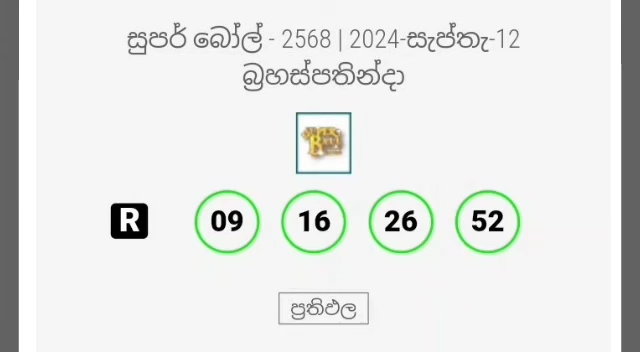 සුපර් බෝල් - 2568 | 2024-සැප්තැ-12
බ්‍රහස්පතින්දා
R 09 16 26 52
ප්‍රතිඵල